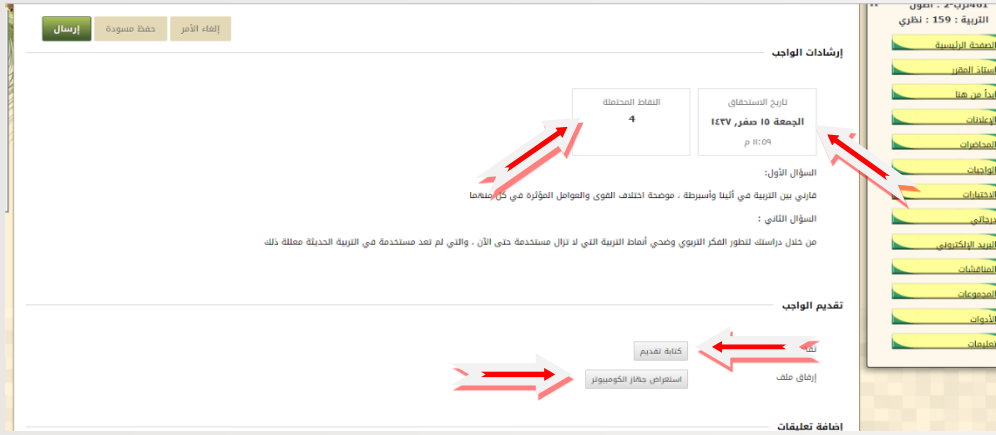 إلغاء الأمر
حفظ مسودة
إرسال
إرشادات الواجب
تاريخ الاستحقاق
الجمعة ١٥ صفر, ١٤٣٧
١١:٥٩ م
النقاط المحتملة
4
السؤال الأول:
قارني بين التربية في أثينا وأسبرطة ، موضحة اختلاف القوى والعوامل المؤثرة في كل منهما
السؤال الثاني :
من خلال دراستك لتطور الفكر التربوي وضحي أنماط التربية التي لا تزال مستخدمة حتى الآن ، والتي لم تعد مستخدمة في التربية الحديثة معللة ذلك
تقديم الواجب
كتابة تقديم
إرفاق ملف
استعراض جهاز الكومبيوتر
إضافة تعليقات
التربية : 159 : نظري
الصفحة الرئيسية
استاذ المقرر
ابدأ من هنا
الإعلانات
المحاضرات
الواجبات
الاختبارات
درجاتي
البريد الإلكتروني
المناقشات
المجموعات
الأدوات
تعليمات